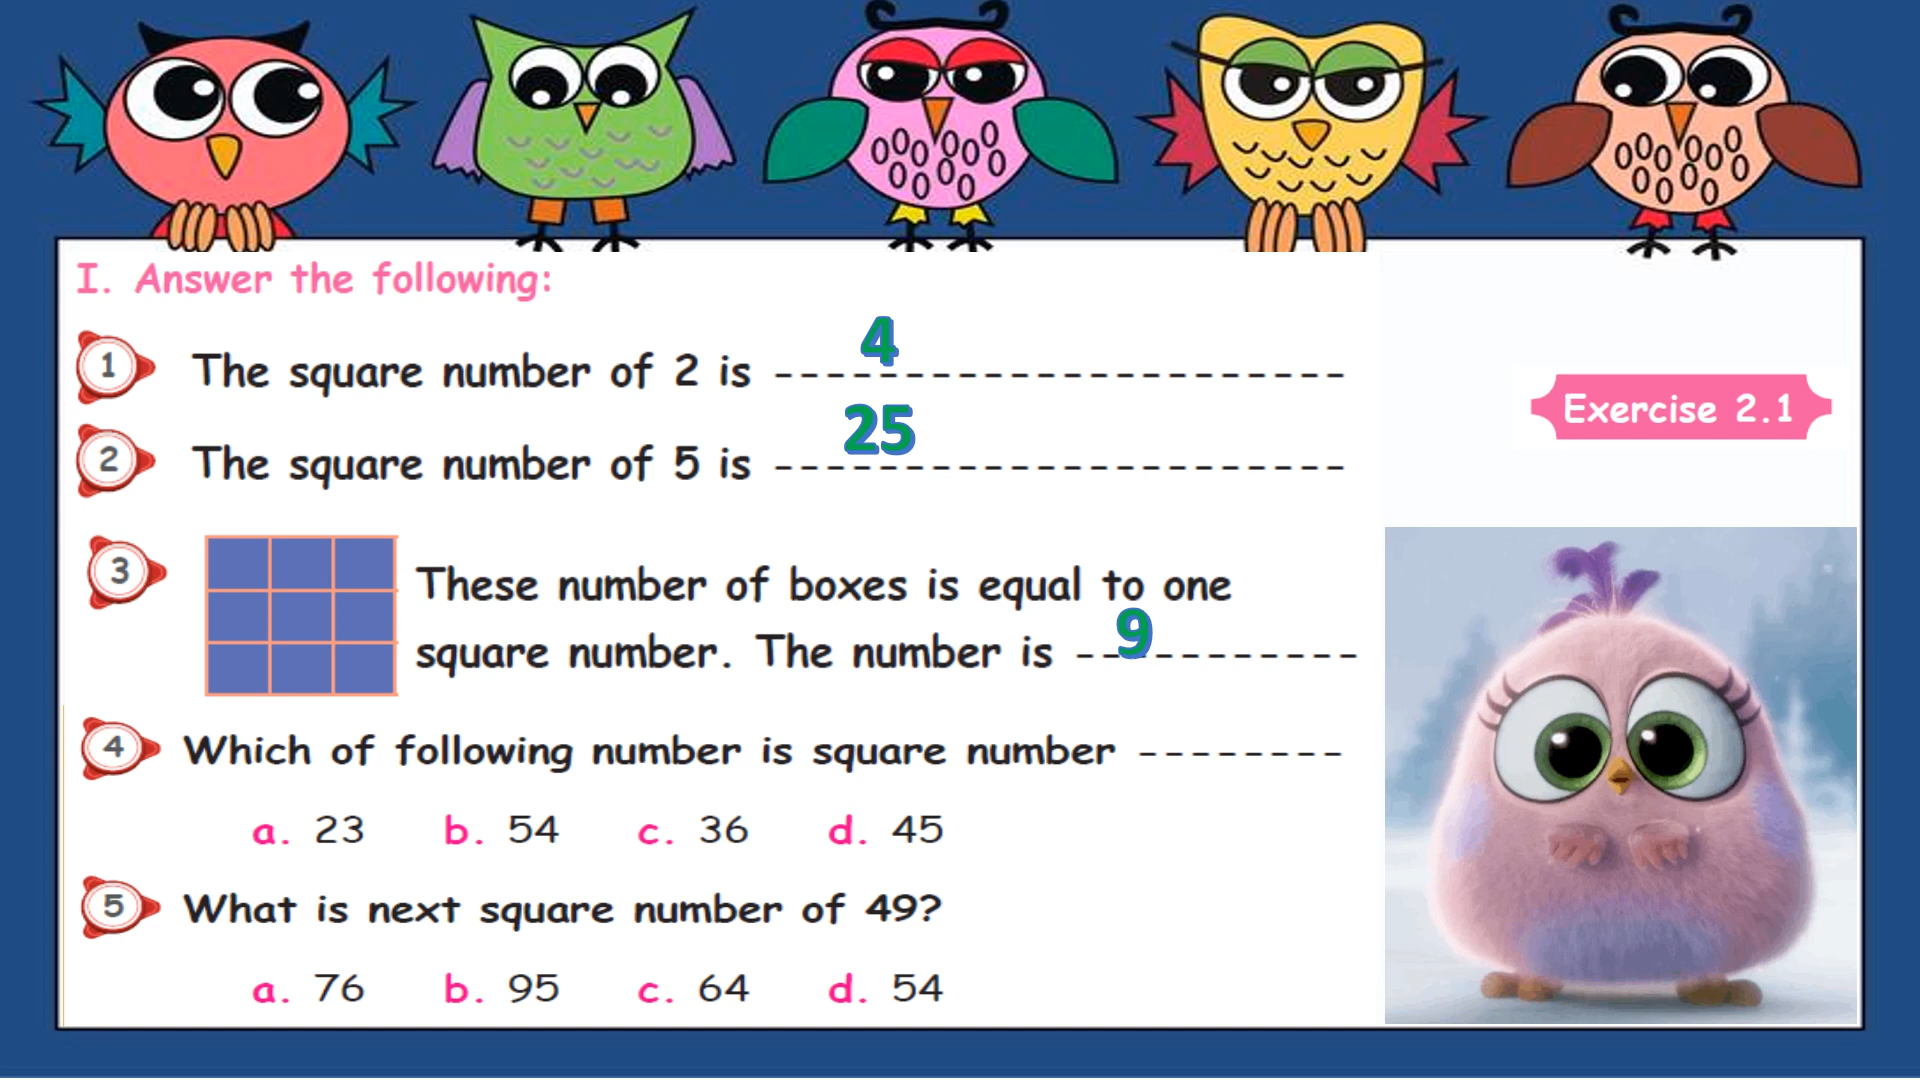 I. Answer the following:
1 The square number of 2 is 4 ----------------------
Exercise 2.1
2 The square number of 5 is 25 ----------------------
3 These number of boxes is equal to one
square number. The number is 9 -----------
4 Which of following number is square number --------
a. 23 b. 54 c. 36 d. 45
5 What is next square number of 49?
a. 76 b. 95 c. 64 d. 54